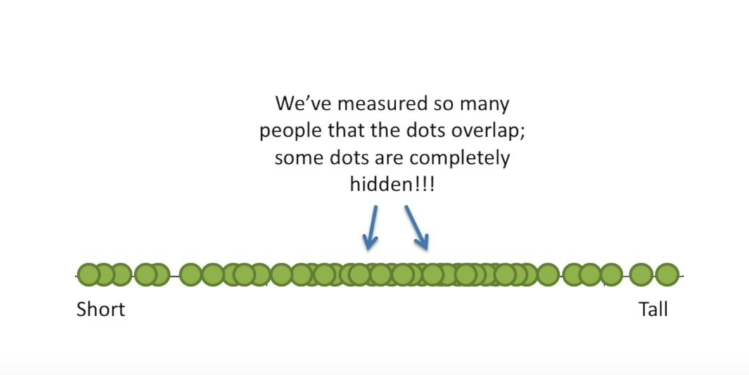 We’ve measured so many
people that the dots overlap;
some dots are completely
hidden!!!
Short
Tall